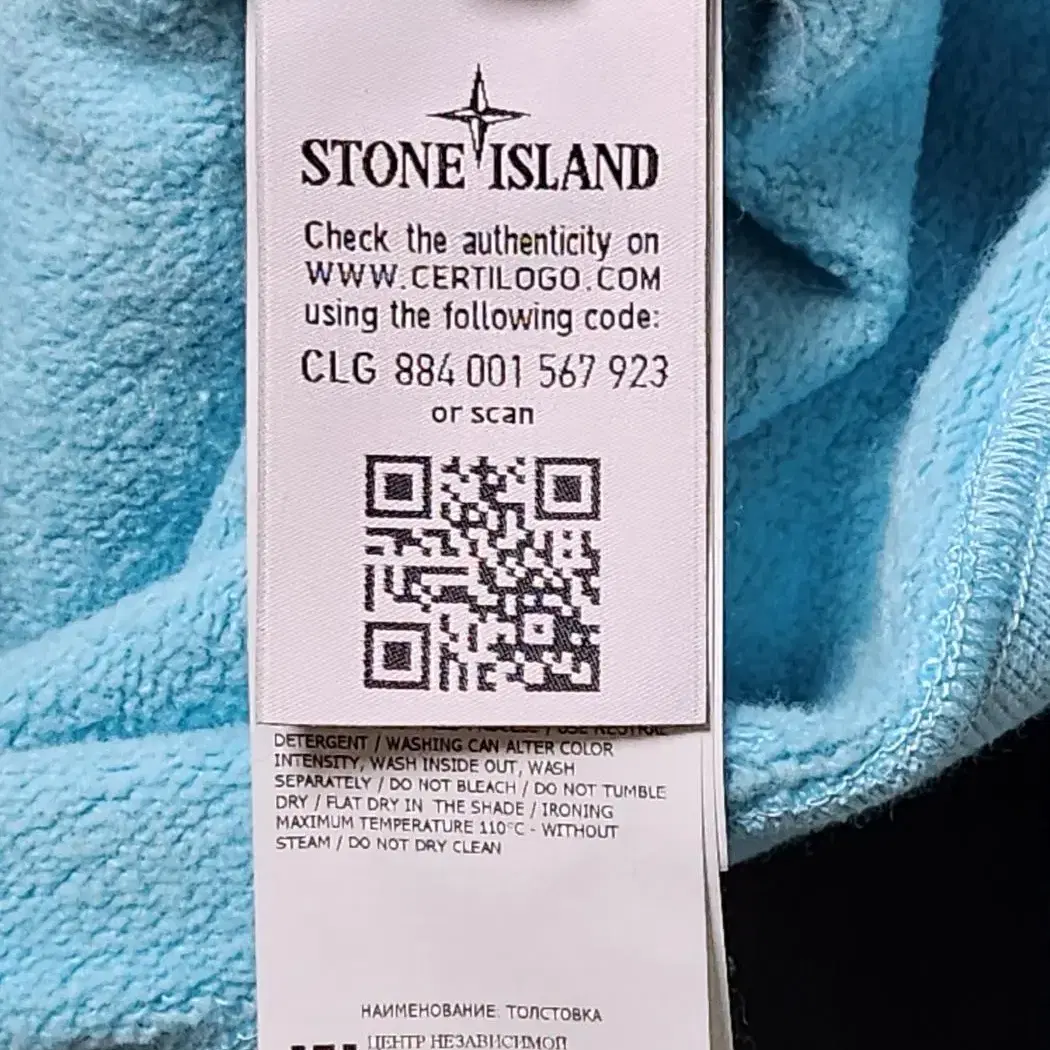 STONE ISLAND
Check the authenticity on
WWW.CERTILOGO.COM
using the following code:
CLG 884 001 567 923
or scan
/ USE NEUTRAL
DETERGENT / WASHING CAN ALTER COLOR
INTENSITY, WASH INSIDE OUT, WASH
SEPARATELY / DO NOT BLEACH / DO NOT TUMBLE
DRY / FLAT DRY IN THE SHADE / IRONING
MAXIMUM TEMPERATURE 110°C - WITHOUT
STEAM / DO NOT DRY CLEAN
НАИМЕНОВАНИЕ: ТОЛСТОВКА
ЦЕНТР НЕЗАВИСИМОЙ